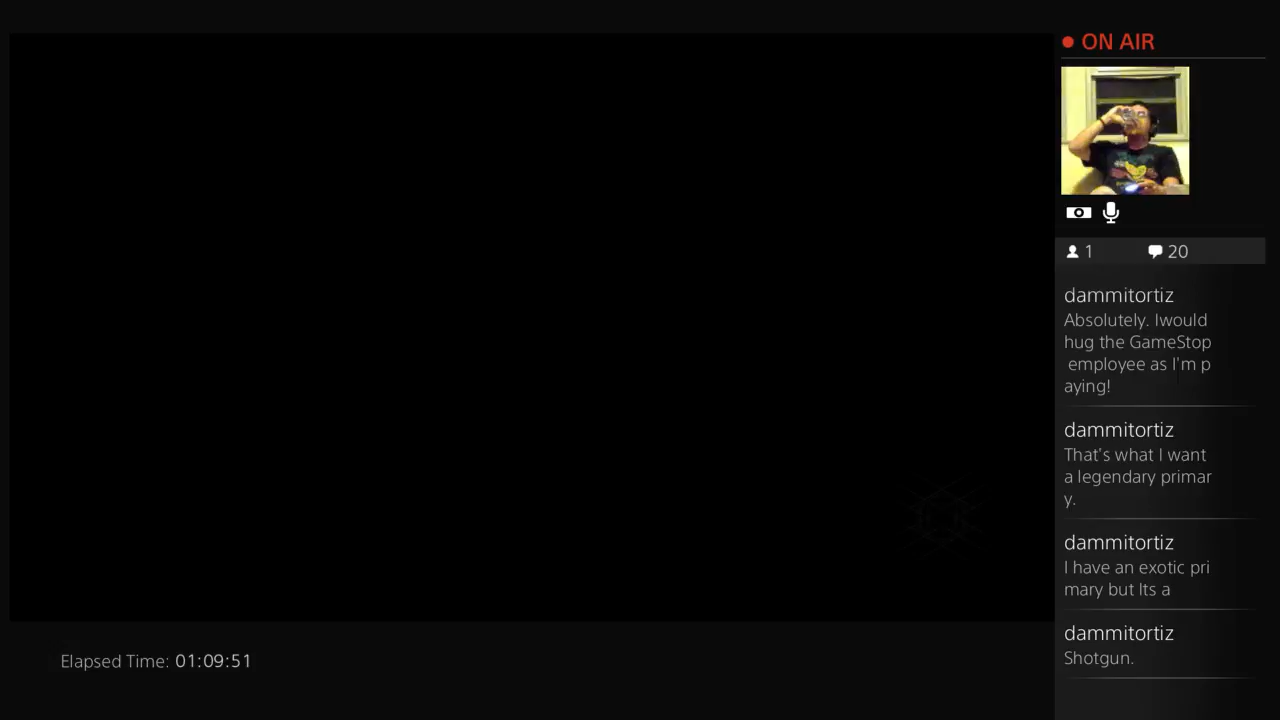 ON AIR
1 20
dammitortiz
Absolutely. Iwould
hug the GameStop
employee as I'm p
aying!
dammitortiz
That's what I want
a legendary primar
y.
dammitortiz
I have an exotic pri
mary but Its a
dammitortiz
Shotgun.
Elapsed Time: 01:09:51